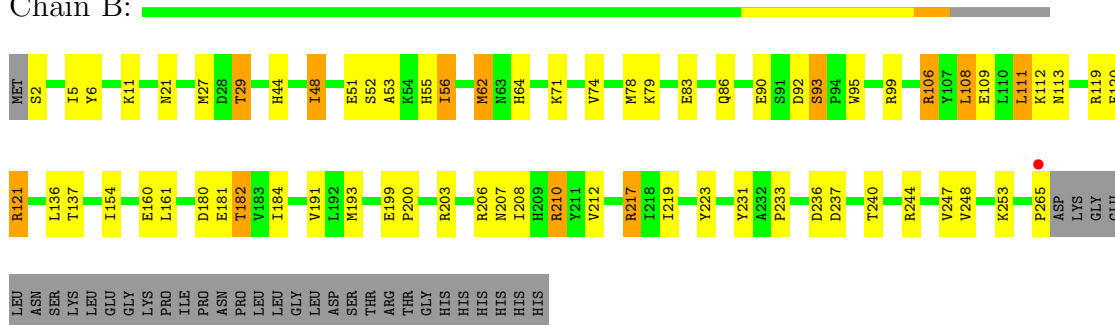 Chain B:
MET S2 I5 Y6 K11 N21 M27 D28 T29 H44 I48 E51 S52 A53 K54 H55 I56 M62 N63 H64 K71 V74 M78 K79 E83 Q86 E90 S91 D92 S93 P94 W95 R99 R106 Y107 L108 E109 L110 L111 K112 N113 R119
R121 L136 T137 I154 E160 L161 D180 E181 T182 V183 I184 V191 L192 M193 E199 P200 R203 R206 N207 I208 H209 R210 Y211 V212 R217 I218 I219 Y223 Y231 A232 P233 D236 D237 T240 R244 V247 V248 K253 P265 ASP LYS GLY GLU
LEU ASN SER LYS LEU GLU GLY LYS PRO ILE PRO ASN PRO LEU LEU GLY LEU ASP SER THR ARG THR GLY HIS HIS HIS HIS HIS HIS